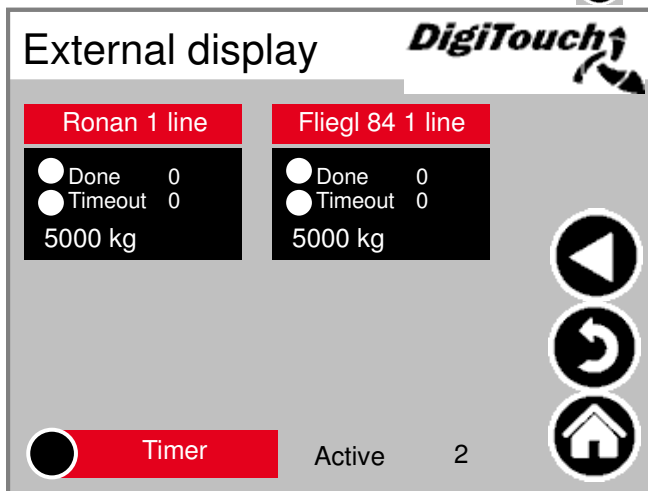 External display
DigiTouch
Ronan 1 line
Done 0
Timeout 0
5000 kg
Fliegl 84 1 line
Done 0
Timeout 0
5000 kg
Timer
Active 2